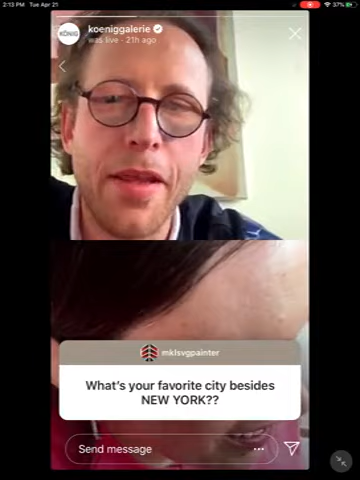 2:13 PM Tue Apr 21
37%
KÖNIG
koeniggalerie
was live · 21h ago
mklsvgpainter
What's your favorite city besides
NEW YORK??
Send message